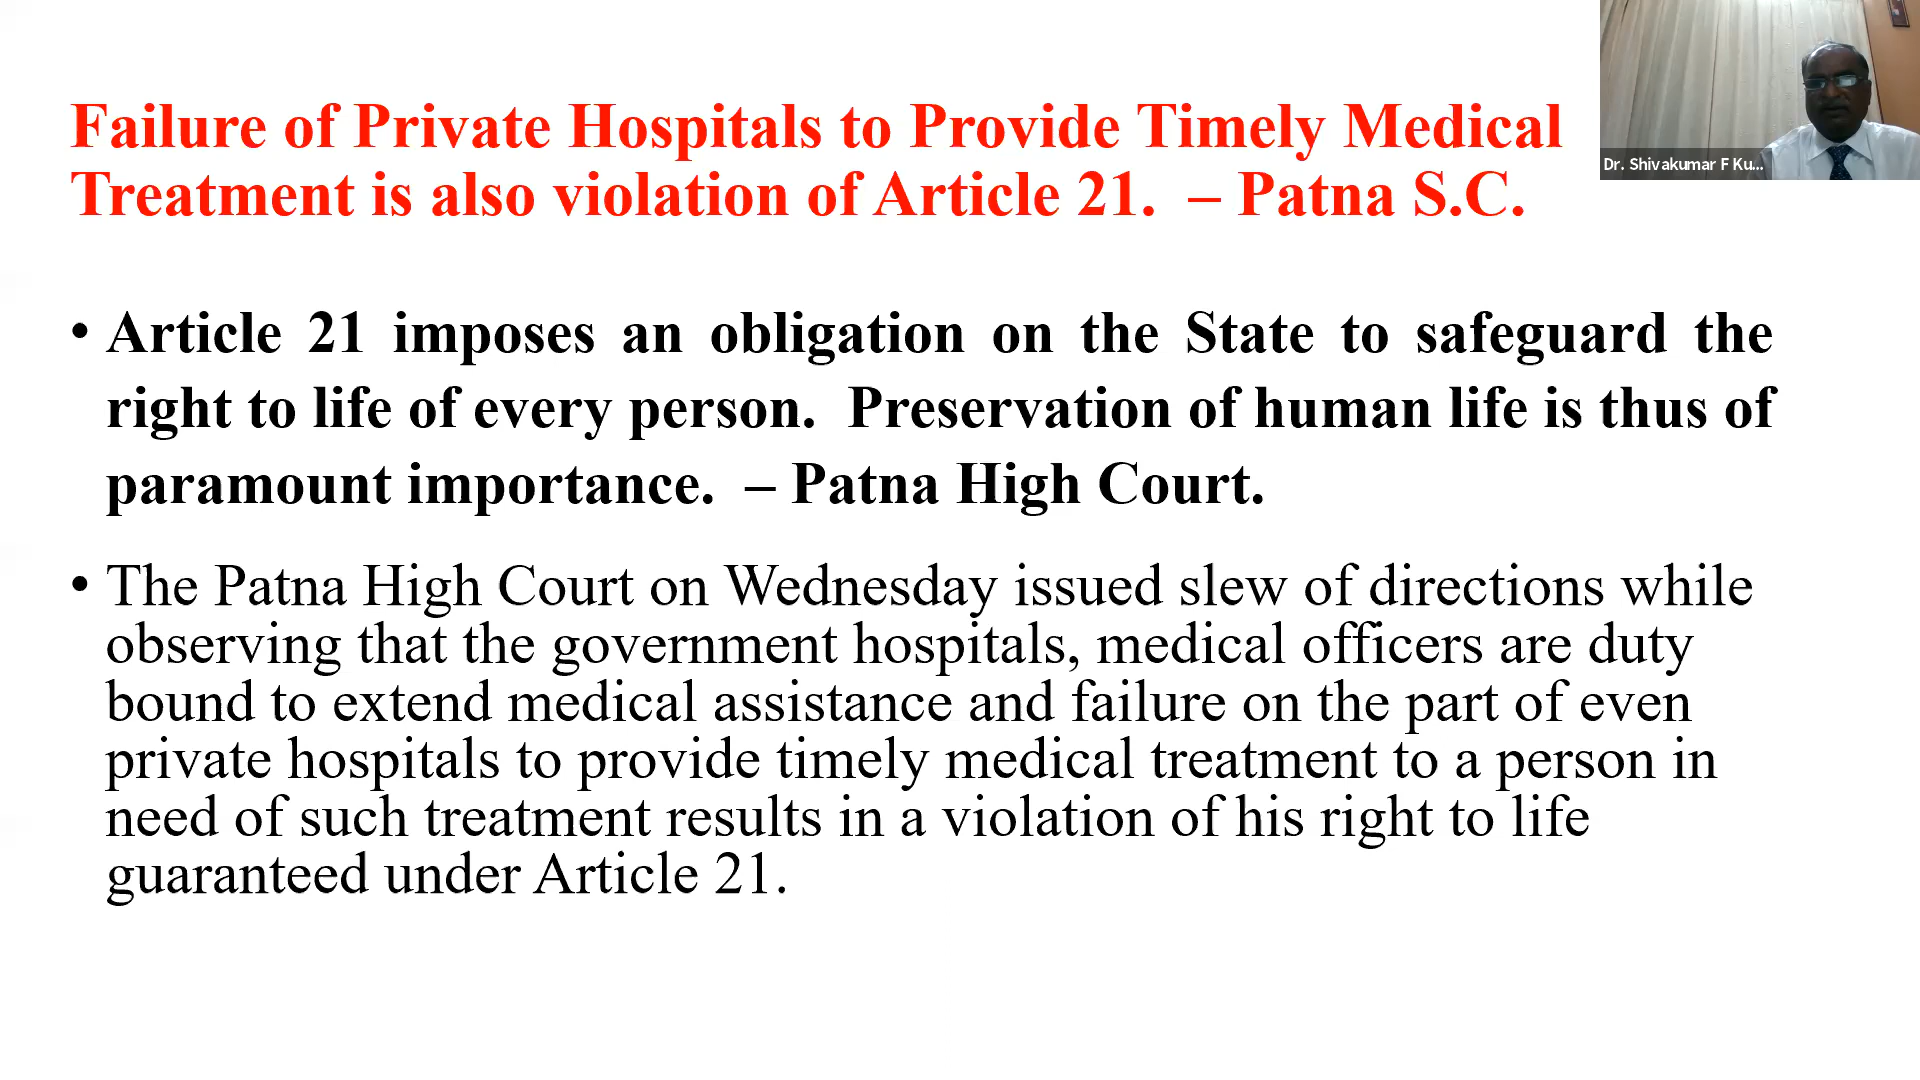 Failure of Private Hospitals to Provide Timely Medical
Treatment is also violation of Article 21.  – Patna S.C.
Dr. Shivakumar F Ku...
• Article 21 imposes an obligation on the State to safeguard the
right to life of every person.  Preservation of human life is thus of
paramount importance.  – Patna High Court.
• The Patna High Court on Wednesday issued slew of directions while
observing that the government hospitals, medical officers are duty
bound to extend medical assistance and failure on the part of even
private hospitals to provide timely medical treatment to a person in
need of such treatment results in a violation of his right to life
guaranteed under Article 21.